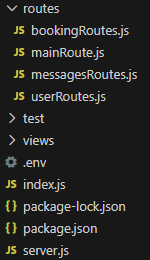 routes
JS bookingRoutes.js
JS mainRoute.js
JS messagesRoutes.js
JS userRoutes.js
test
views
.env
JS index.js
{} package-lock.json
{} package.json
JS server.js